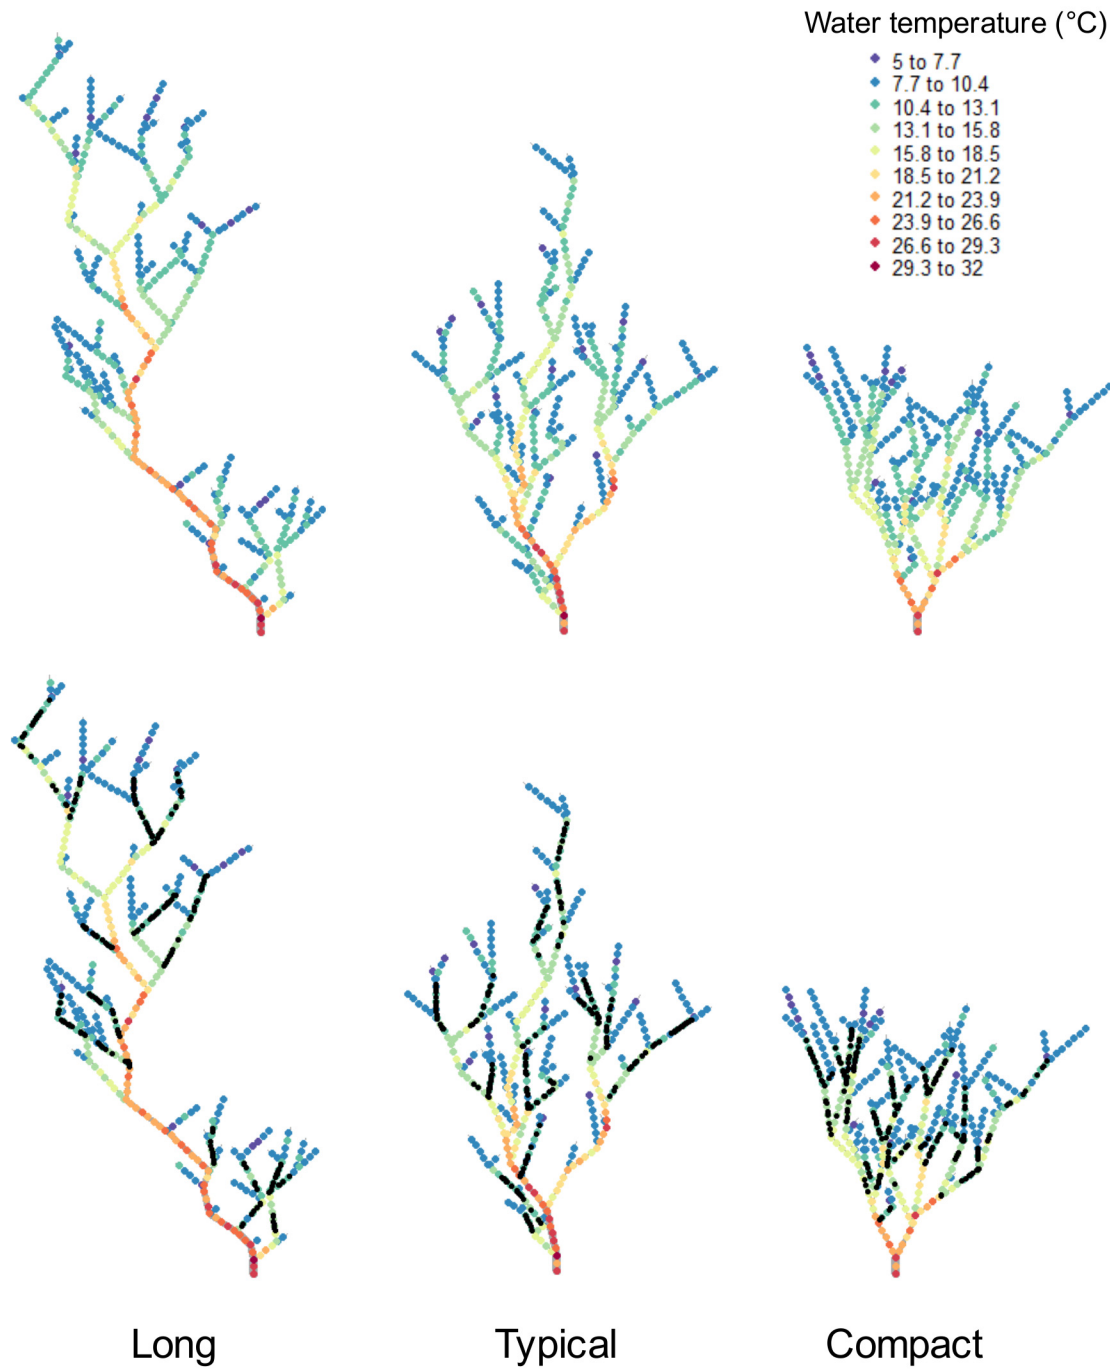 Water temperature (°C)
5 to 7.7
7.7 to 10.4
10.4 to 13.1
13.1 to 15.8
15.8 to 18.5
18.5 to 21.2
21.2 to 23.9
23.9 to 26.6
26.6 to 29.3
29.3 to 32
Long Typical Compact